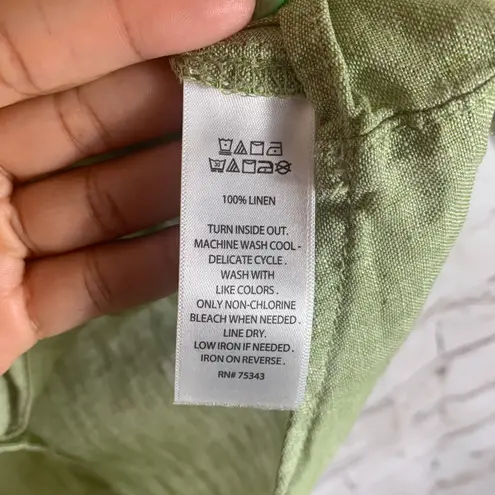 100% LINEN
TURN INSIDE OUT.
MACHINE WASH COOL -
DELICATE CYCLE .
WASH WITH
LIKE COLORS .
ONLY NON-CHLORINE
BLEACH WHEN NEEDED .
LINE DRY.
LOW IRON IF NEEDED .
IRON ON REVERSE .
RN# 75343